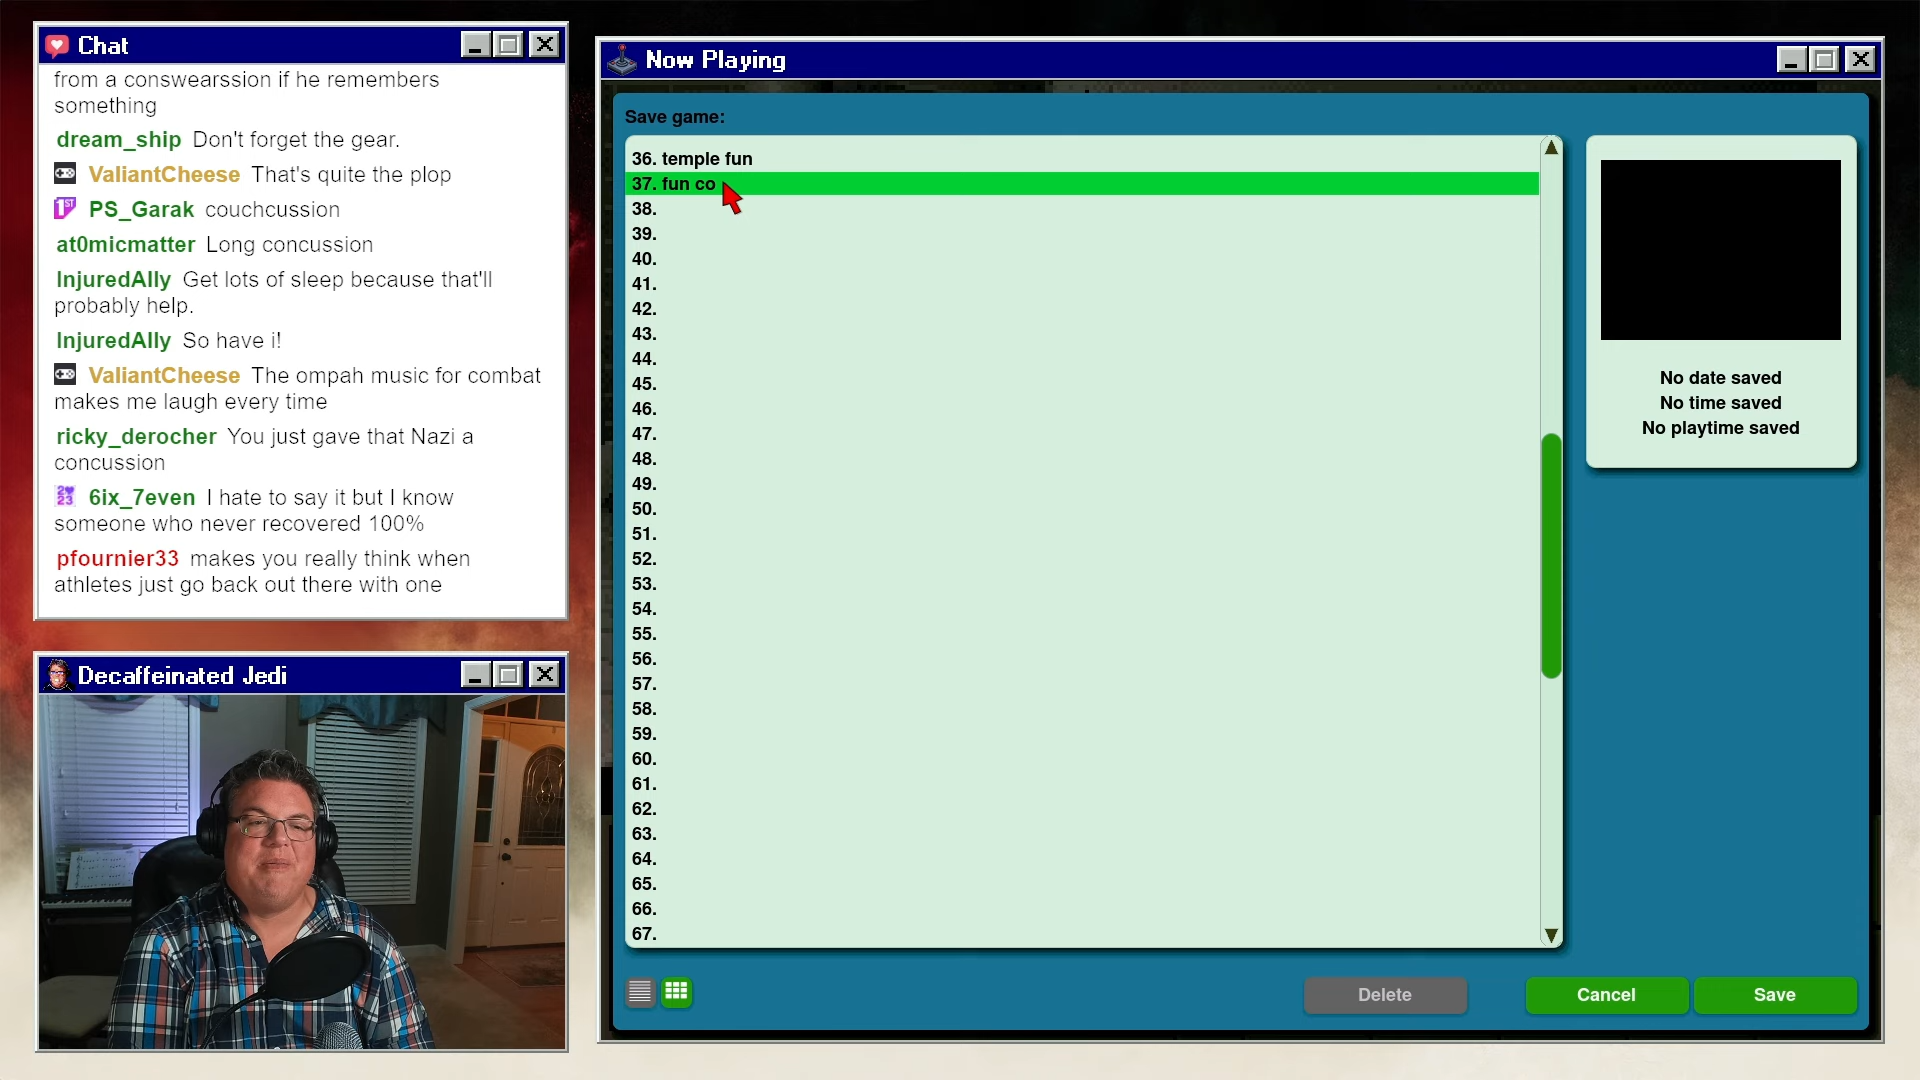 Chat
from a conswearssion if he remembers
something
dream_ship Don't forget the gear.
ValiantCheese That's quite the plop
1ST PS_Garak couchcussion
at0micmatter Long concussion
InjuredAlly Get lots of sleep because that'll
probably help.
InjuredAlly So have i!
ValiantCheese The ompah music for combat
makes me laugh every time
ricky_derocher You just gave that Nazi a
concussion
6ix_7even I hate to say it but I know
someone who never recovered 100%
pfournier33 makes you really think when
athletes just go back out there with one
Decaffeinated Jedi
Now Playing
Save game:
36. temple fun
37. fun co
38.
39.
40.
41.
42.
43.
44.
45.
46.
47.
48.
49.
50.
51.
52.
53.
54.
55.
56.
57.
58.
59.
60.
61.
62.
63.
64.
65.
66.
67.
No date saved
No time saved
No playtime saved
Delete
Cancel
Save